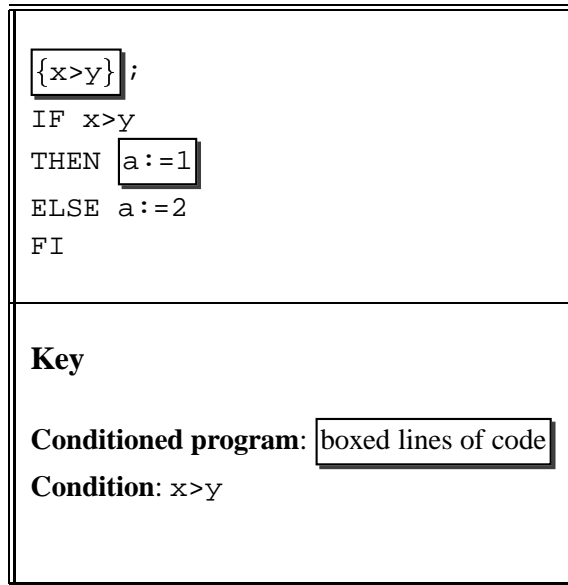 {x>y};
IF x>y
THEN a:=1
ELSE a:=2
FI
Key
Conditioned program: boxed lines of code
Condition: x>y